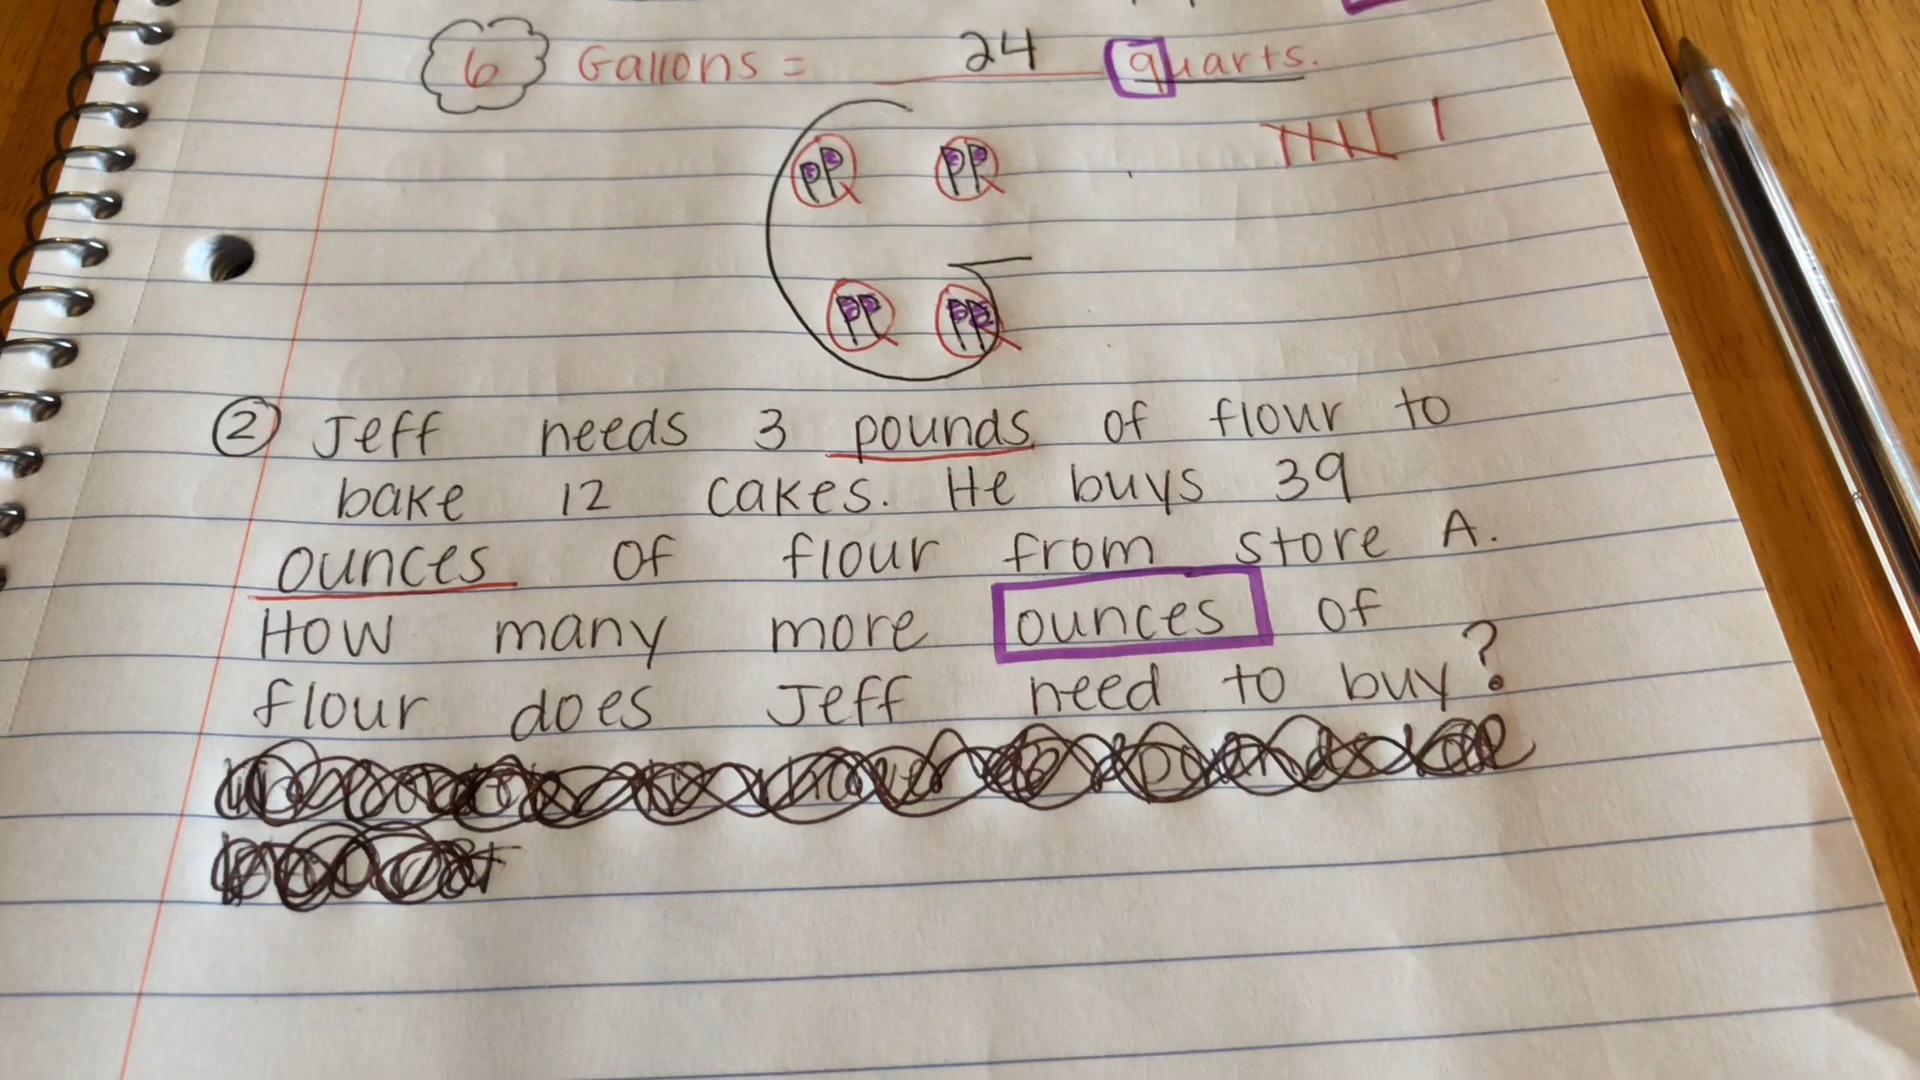 6 Gallons = 24 quarts.
PP PP
PP PP
② Jeff needs 3 pounds of flour to
bake 12 cakes. He buys 39
ounces of flour from store A.
How many more ounces of
flour does Jeff need to buy?